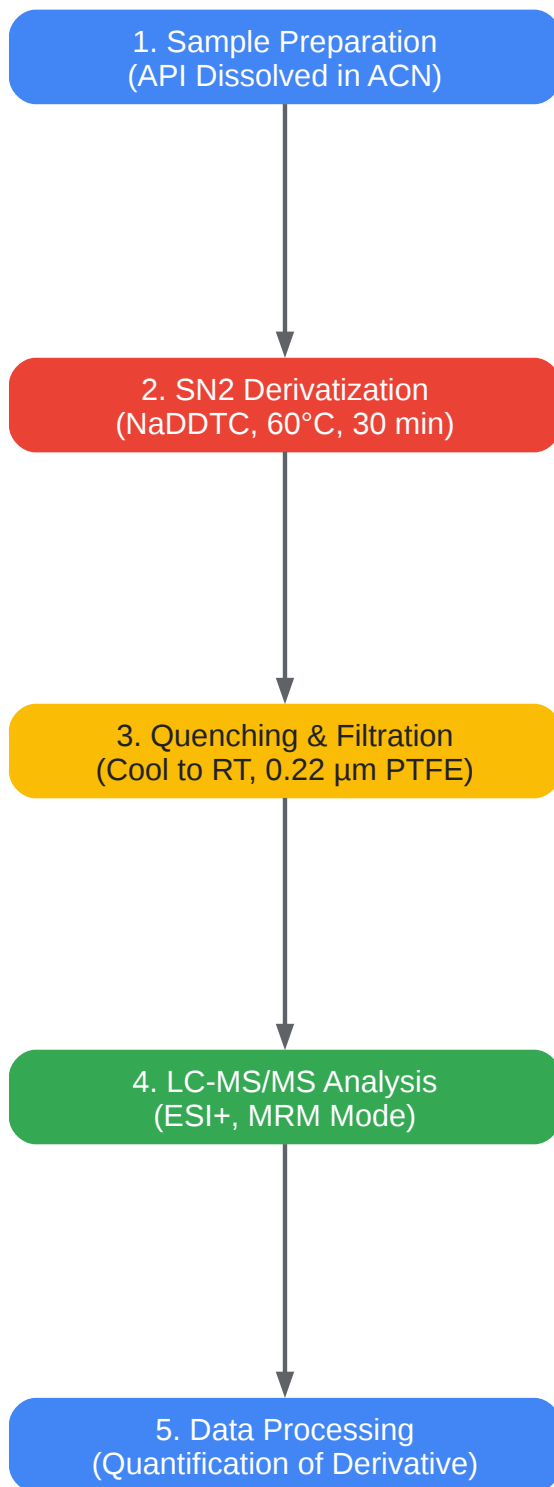 1. Sample Preparation
(API Dissolved in ACN)
2. SN2 Derivatization
(NaDDTC, 60°C, 30 min)
3. Quenching & Filtration
(Cool to RT, 0.22 µm PTFE)
4. LC-MS/MS Analysis
(ESI+, MRM Mode)
5. Data Processing
(Quantification of Derivative)